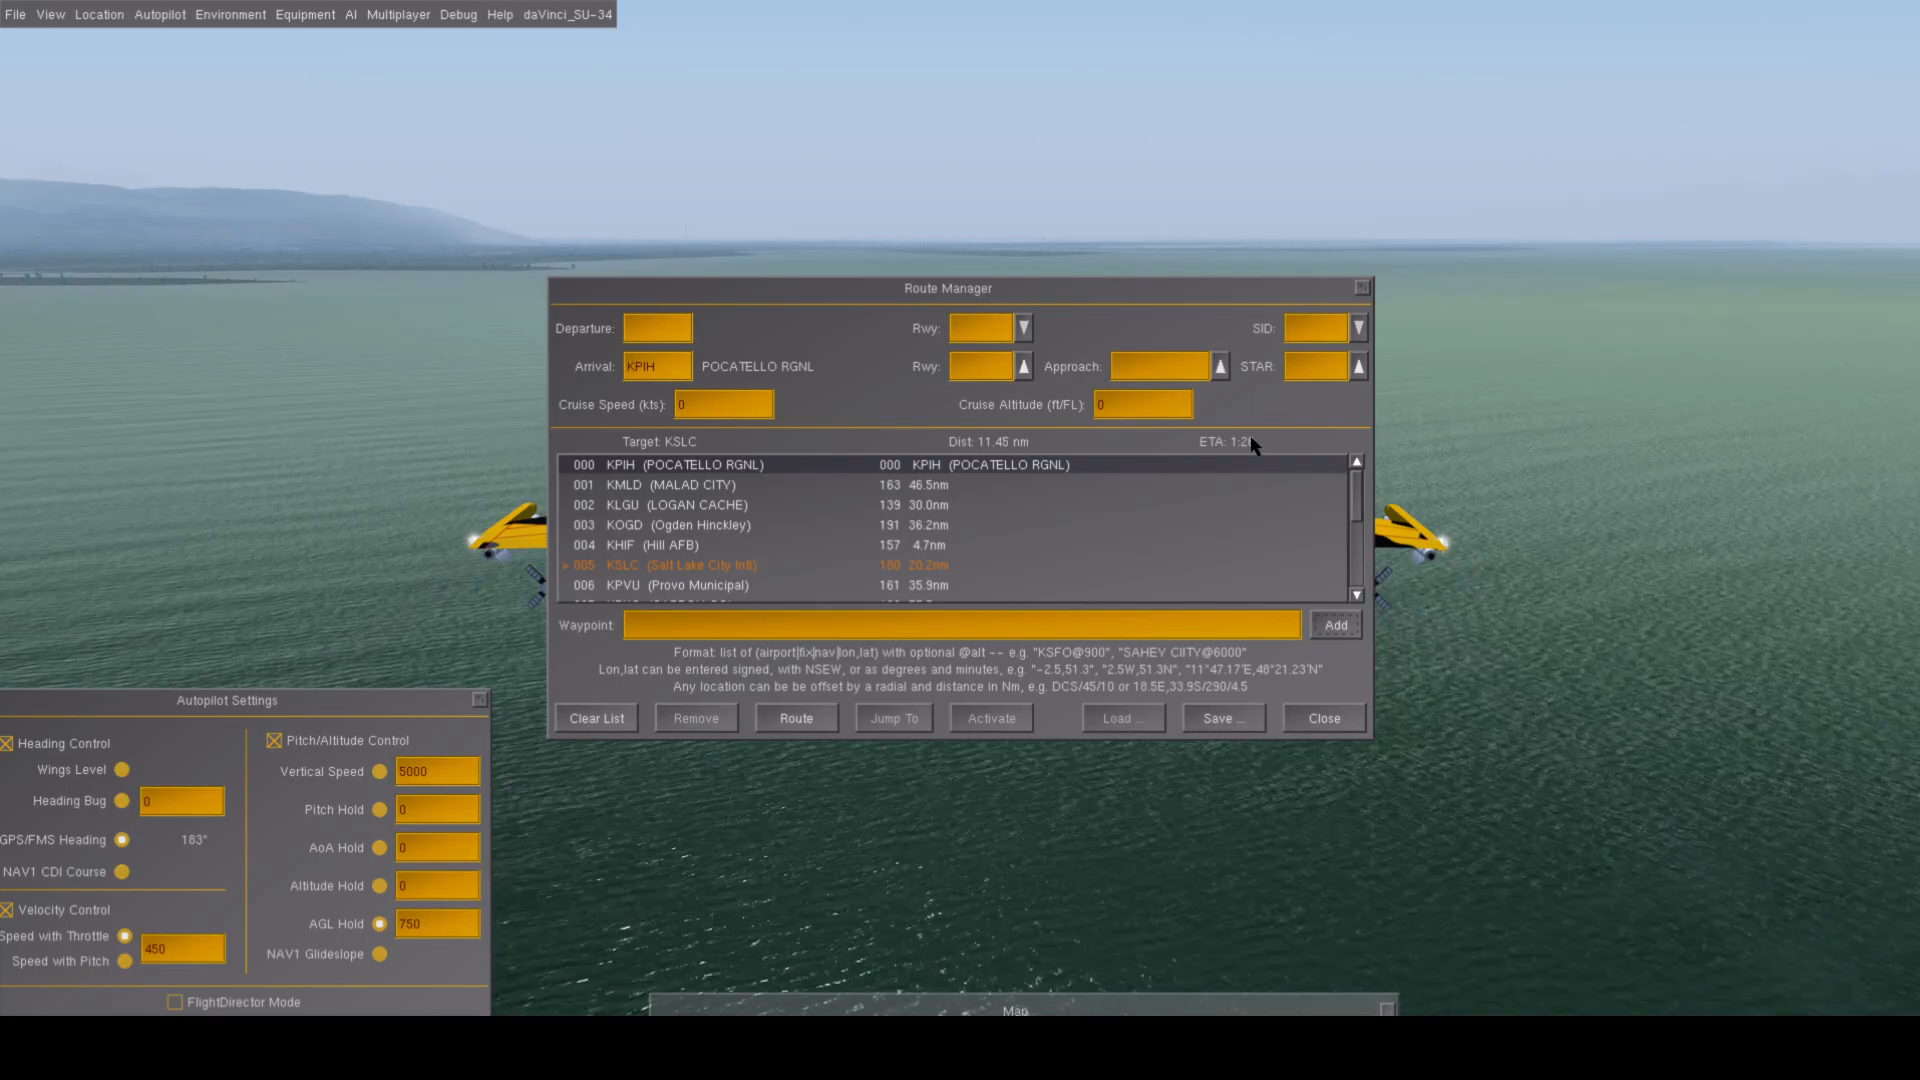 File View Location Autopilot Environment Equipment AI Multiplayer Debug Help daVinci_SU-34
Route Manager
Departure: Rwy: SID:
Arrival: KPIH POCATELLO RGNL Rwy: Approach: STAR:
Cruise Speed (kts): 0 Cruise Altitude (ft/FL): 0
Target: KSLC Dist: 11.45 nm ETA:
000 KPIH (POCATELLO RGNL) 000 KPIH (POCATELLO RGNL)
001 KMLD (MALAD CITY) 163 46.5nm
002 KLGU (LOGAN CACHE) 139 30.0nm
003 KOGD (Ogden Hinckley) 191 36.2nm
004 KHIF (Hill AFB) 157 4.7nm
> 005 KSLC (Salt Lake City Intl) 180 20.2nm
006 KPVU (Provo Municipal) 161 35.9nm
Waypoint: Add
Format: list of (airport|fix|nav|lon,lat) with optional @alt -- e.g. "KSFO@900", "SAHEY CIITY@6000"
Lon,lat can be entered signed, with NSEW, or as degrees and minutes, e.g. "-2.5,51.3", "2.5W,51.3N", "11*47.17'E,48*21.23'N"
Any location can be be offset by a radial and distance in Nm, e.g. DCS/45/10 or 18.5E,33.9S/290/4.5
Clear List Remove Route Jump To Activate Load ... Save ... Close
Autopilot Settings
Heading Control
Wings Level
Heading Bug 0
GPS/FMS Heading 183°
NAV1 CDI Course
Velocity Control
Speed with Throttle
450
Speed with Pitch
Pitch/Altitude Control
Vertical Speed 5000
Pitch Hold 0
AoA Hold 0
Altitude Hold 0
AGL Hold 750
NAV1 Glideslope
FlightDirector Mode
Map